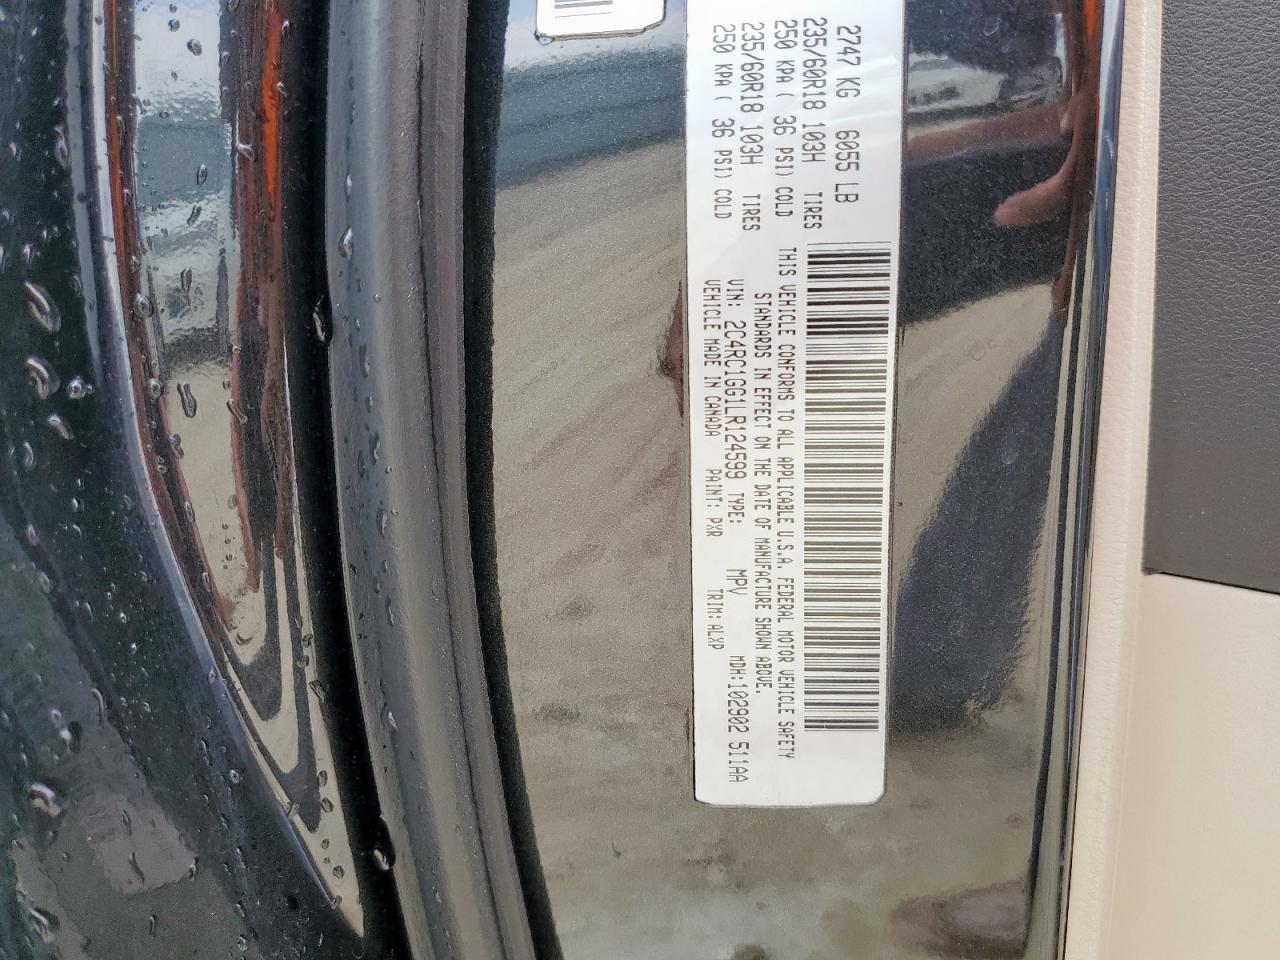 2747 KG 6055 LB
235/60R18 103H TIRES
250 KPA ( 36 PSI) COLD
235/60R18 103H TIRES
250 KPA ( 36 PSI) COLD
THIS VEHICLE CONFORMS TO ALL APPLICABLE U.S.A. FEDERAL MOTOR VEHICLE SAFETY
STANDARDS IN EFFECT ON THE DATE OF MANUFACTURE SHOWN ABOVE.
VIN: 2C4RC1GG1LR124599 TYPE: MPV MDH:102902 511AA
VEHICLE MADE IN CANADA PAINT: PXR TRIM: ALXP